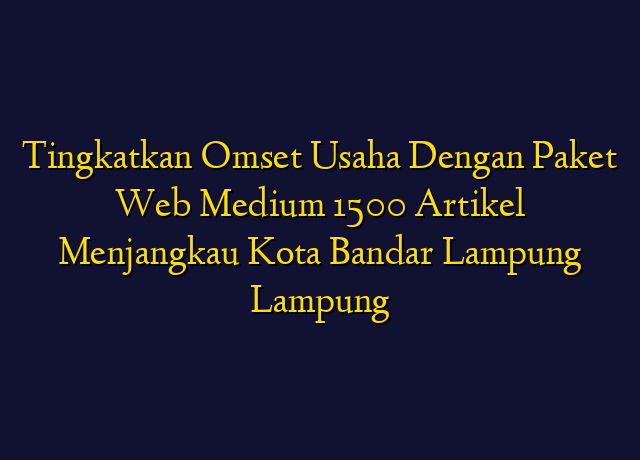 Tingkatkan Omset Usaha Dengan Paket
Web Medium 1500 Artikel
Menjangkau Kota Bandar Lampung
Lampung